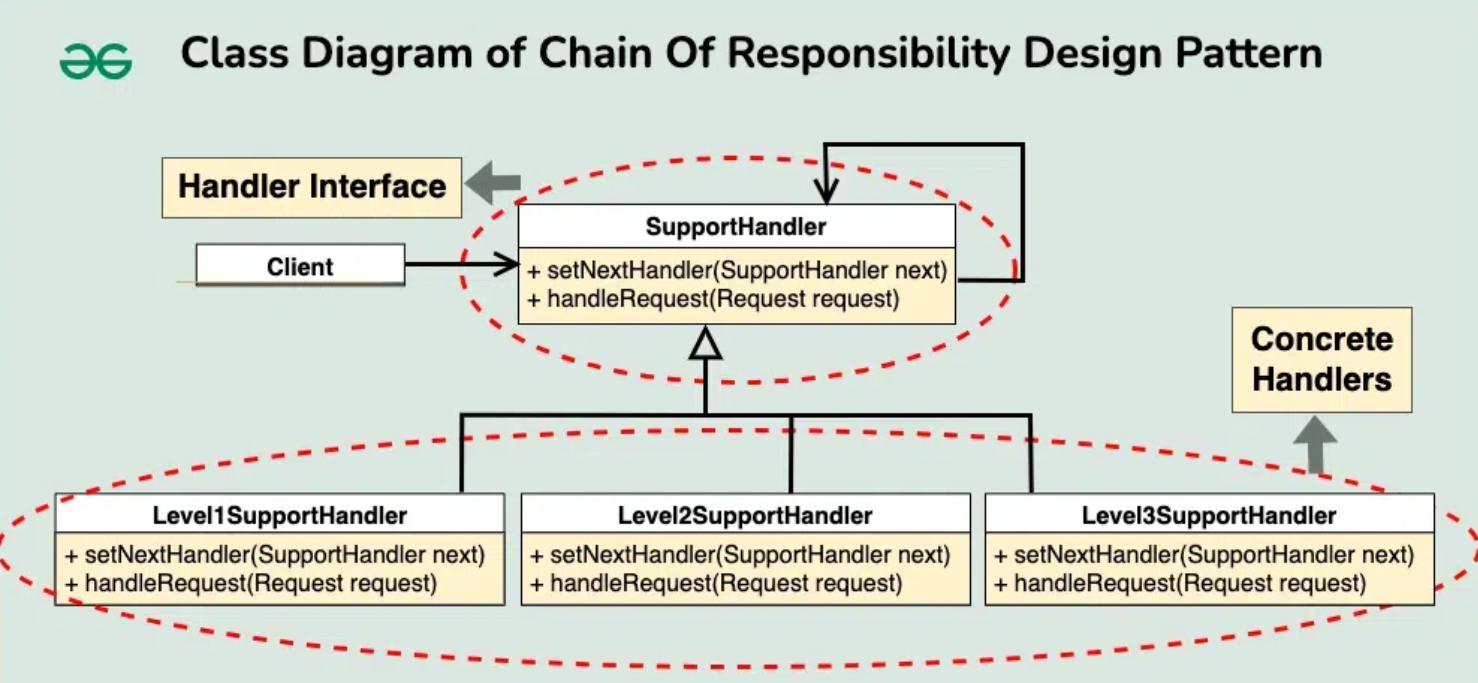 Class Diagram of Chain Of Responsibility Design Pattern
Handler Interface
SupportHandler
Client
+ setNextHandler(SupportHandler next)
+ handleRequest(Request request)
Concrete
Handlers
Level1SupportHandler
+ setNextHandler(SupportHandler next)
+ handleRequest(Request request)
Level2SupportHandler
+ setNextHandler(SupportHandler next)
+ handleRequest(Request request)
Level3SupportHandler
+ setNextHandler(SupportHandler next)
+ handleRequest(Request request)